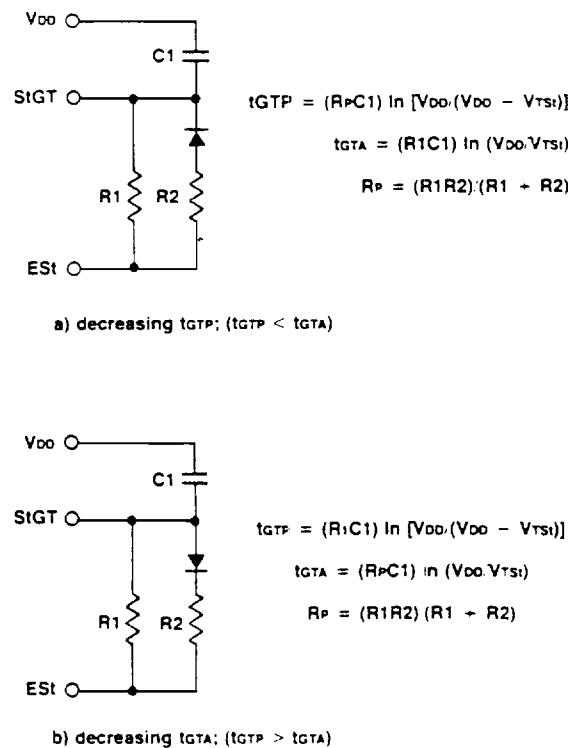 VDD
C1
StGT
tGTP = (RPC1) ln [VDD/(VDD – VTSt)]
tGTA = (R1C1) ln (VDD/VTSt)
R1
R2
RP = (R1R2)/(R1 + R2)
ESt
a) decreasing tGTP; (tGTP < tGTA)
VDD
C1
StGT
tGTP = (R1C1) ln [VDD/(VDD – VTSt)]
tGTA = (RPC1) ln (VDD/VTSt)
R1
R2
RP = (R1R2) (R1 + R2)
ESt
b) decreasing tGTA; (tGTP > tGTA)